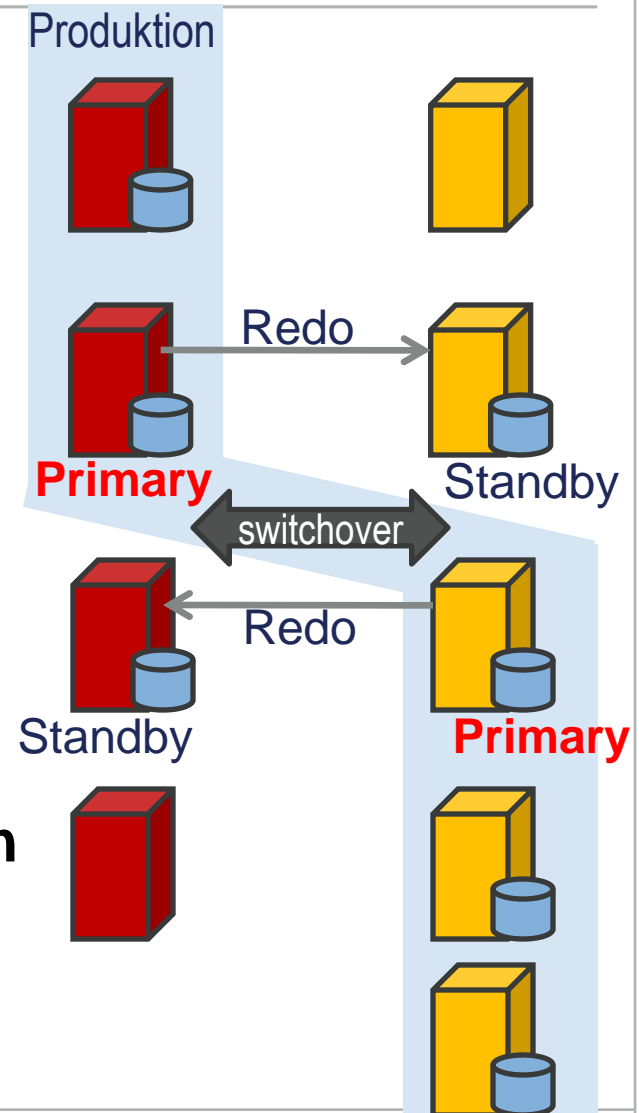 Produktion
Redo
Primary
Standby
switchover
Redo
Standby
Primary
n